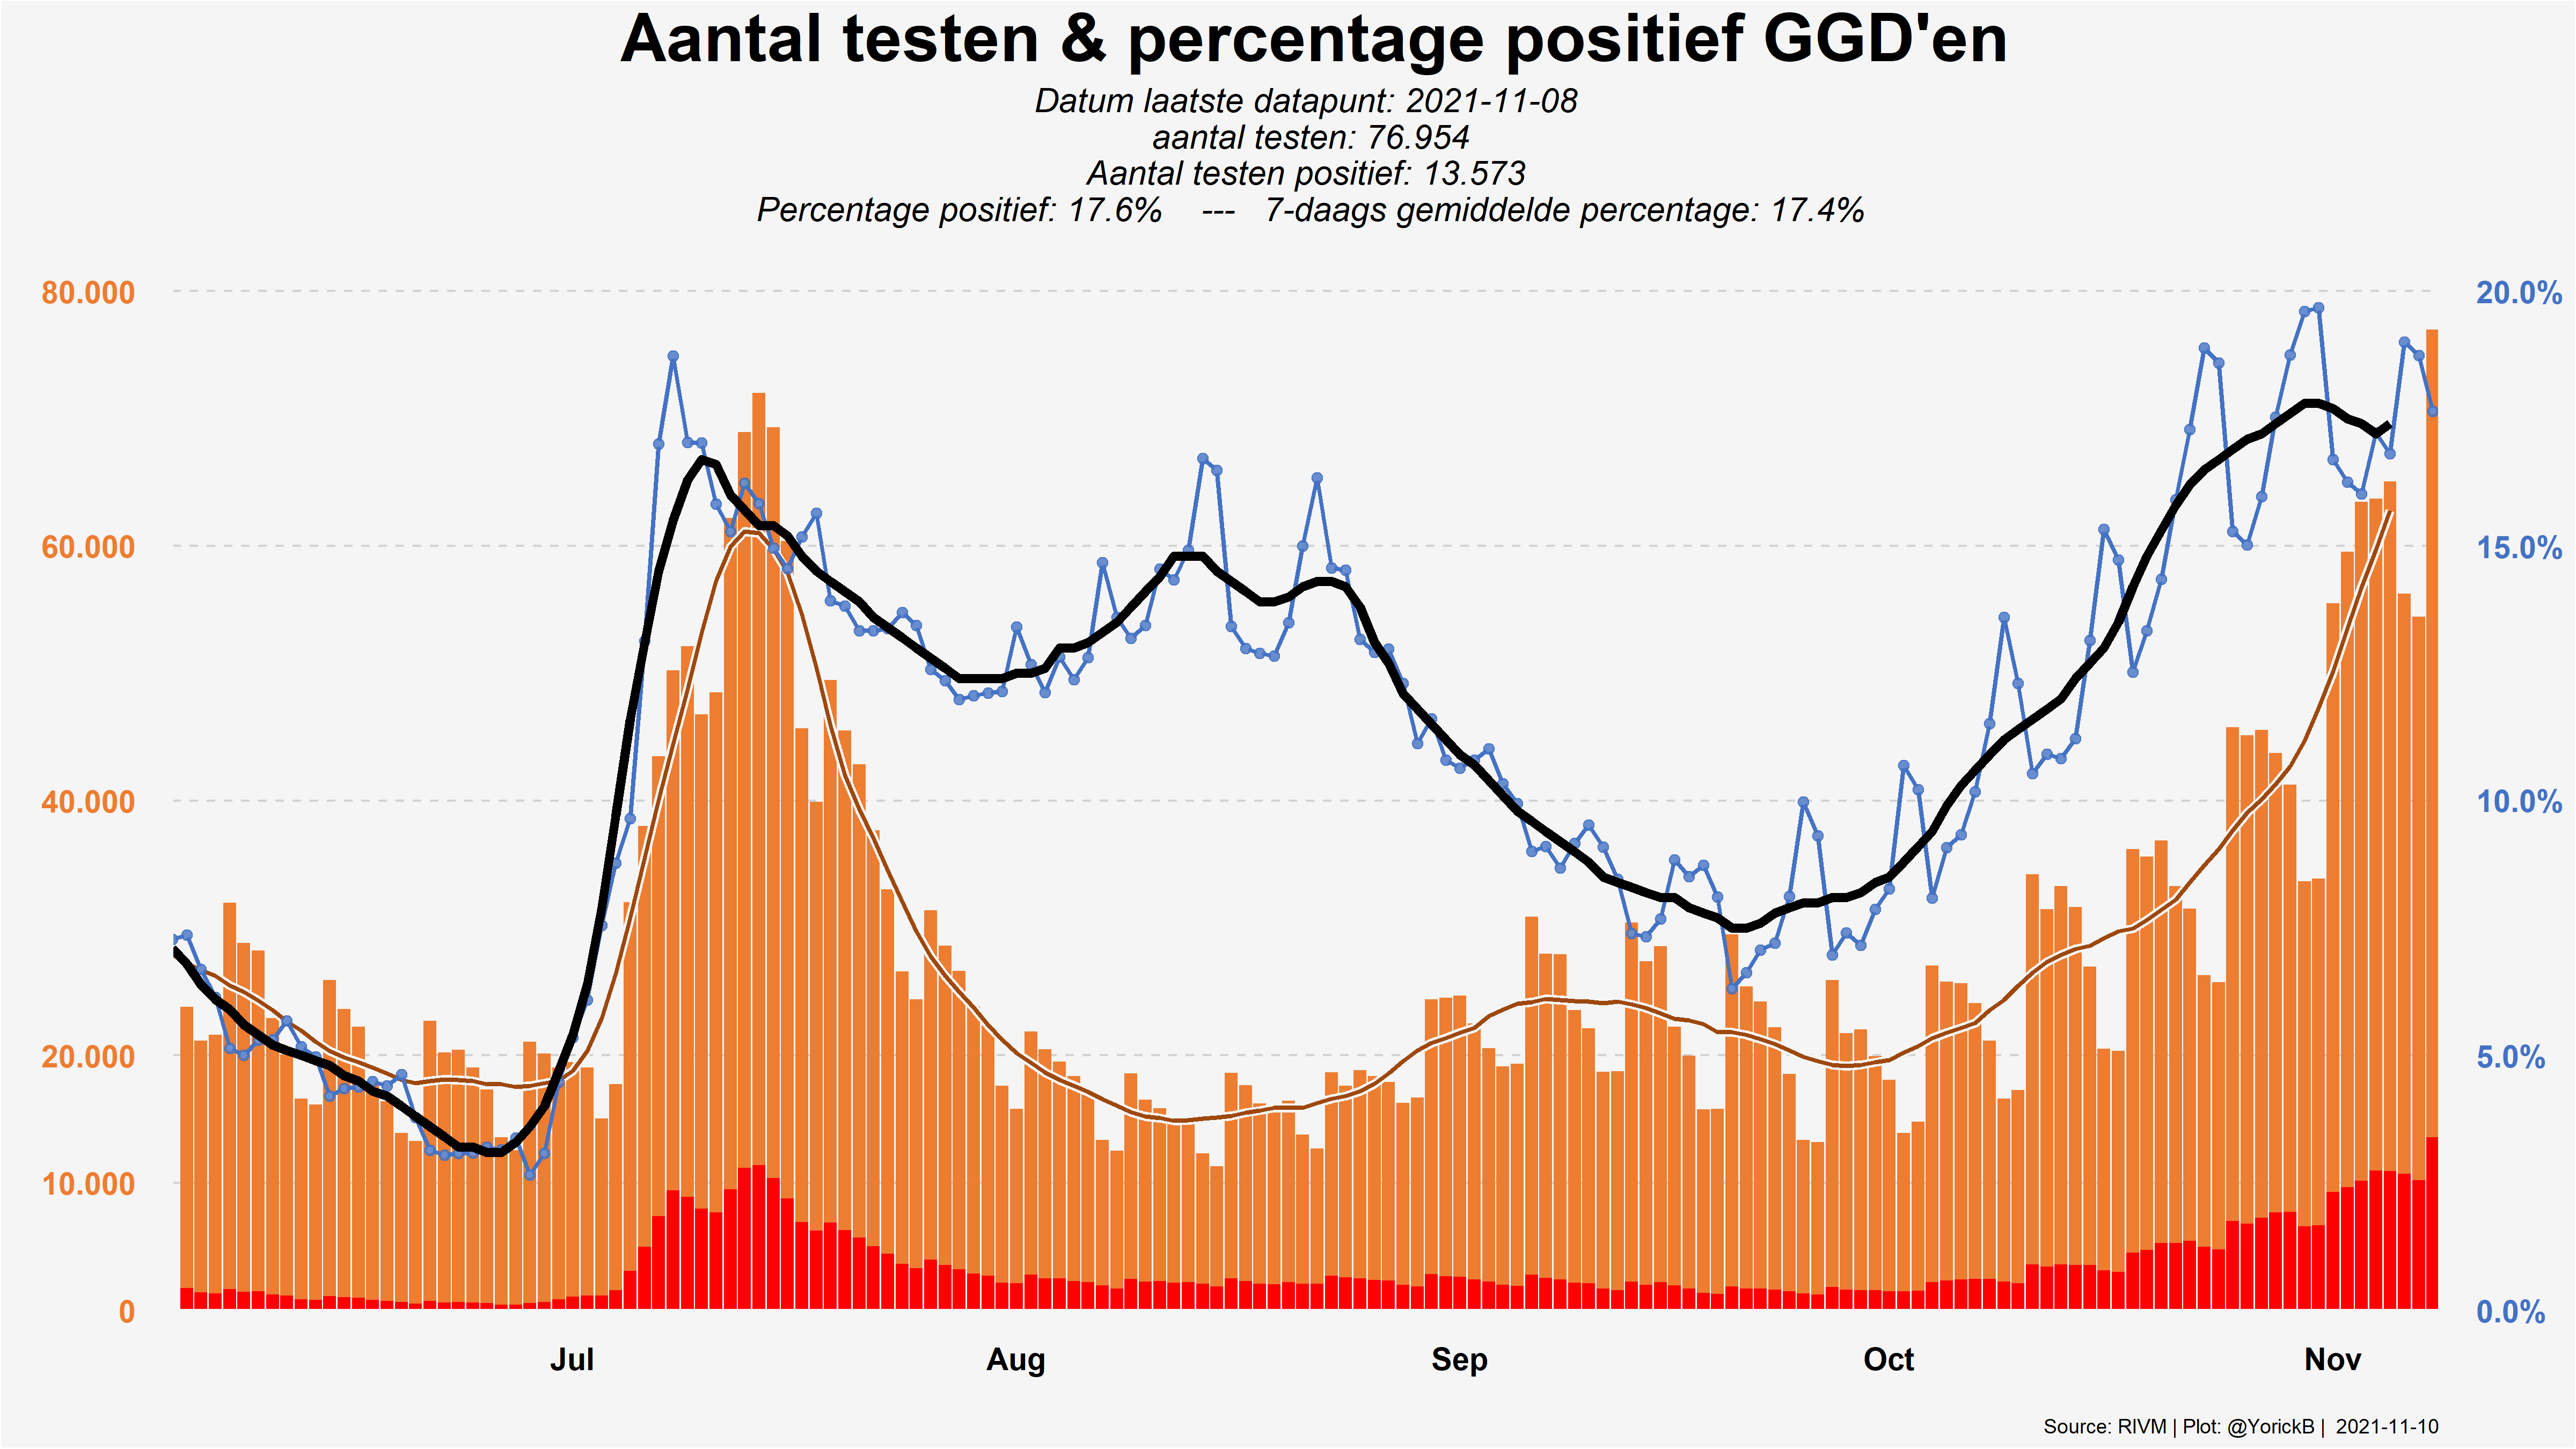 Aantal testen & percentage positief GGD'en
Datum laatste datapunt: 2021-11-08
aantal testen: 76.954
Aantal testen positief: 13.573
Percentage positief: 17.6% --- 7-daags gemiddelde percentage: 17.4%
80.000
20.0%
60.000
15.0%
40.000
10.0%
20.000
5.0%
10.000
0
0.0%
Jul
Aug
Sep
Oct
Nov
Source: RIVM | Plot: @YorickB | 2021-11-10